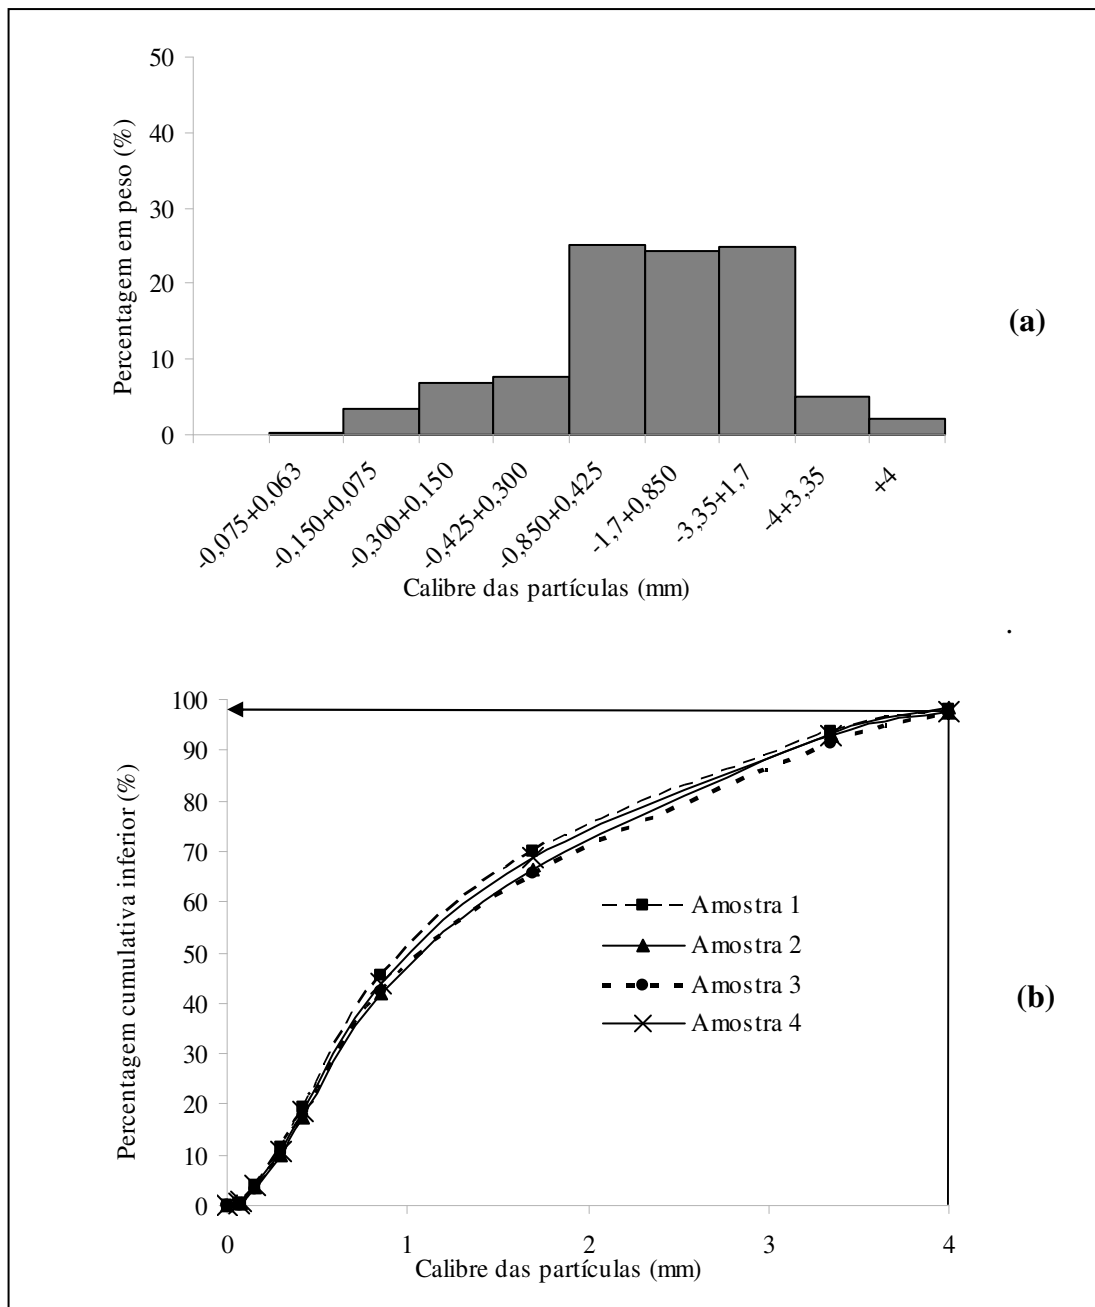 50
40
30
20
10
0
Percentagem em peso (%)
-0,075+0,063
-0,150+0,075
-0,300+0,150
-0,425+0,300
-0,850+0,425
-1,7+0,850
-3,35+1,7
-4+3,35
+4
Calibre das partículas (mm)
(a)
.
100
90
80
70
60
50
40
30
20
10
0
Percentagem cumulativa inferior (%)
Amostra 1
Amostra 2
Amostra 3
Amostra 4
(b)
0 1 2 3 4
Calibre das partículas (mm)